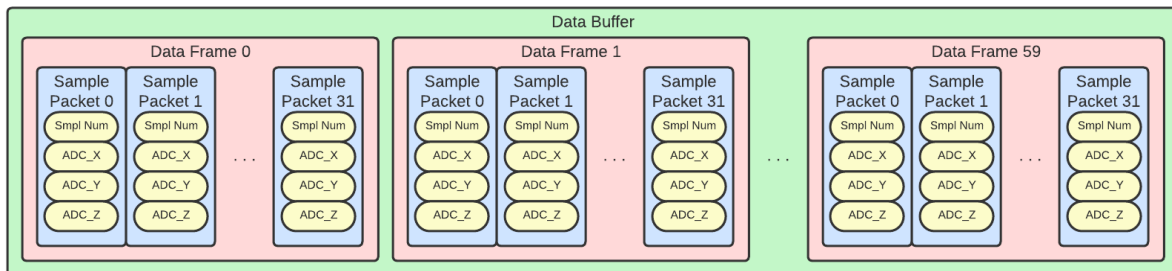 Data Buffer
Data Frame 0
Sample
Packet 0
Smpl Num
ADC_X
ADC_Y
ADC_Z
Sample
Packet 1
Smpl Num
ADC_X
ADC_Y
ADC_Z
. . .
Sample
Packet 31
Smpl Num
ADC_X
ADC_Y
ADC_Z
Data Frame 1
Sample
Packet 0
Smpl Num
ADC_X
ADC_Y
ADC_Z
Sample
Packet 1
Smpl Num
ADC_X
ADC_Y
ADC_Z
. . .
Sample
Packet 31
Smpl Num
ADC_X
ADC_Y
ADC_Z
. . .
Data Frame 59
Sample
Packet 0
Smpl Num
ADC_X
ADC_Y
ADC_Z
Sample
Packet 1
Smpl Num
ADC_X
ADC_Y
ADC_Z
. . .
Sample
Packet 31
Smpl Num
ADC_X
ADC_Y
ADC_Z